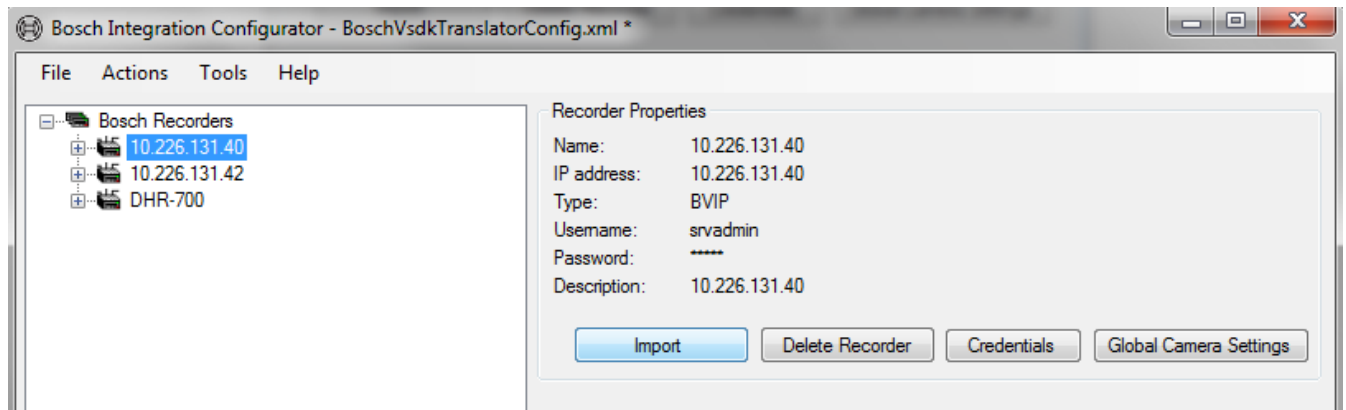 Bosch Integration Configurator - BoschVsdkTranslatorConfig.xml *
File Actions Tools Help
Bosch Recorders
10.226.131.40
10.226.131.42
DHR-700
Recorder Properties
Name: 10.226.131.40
IP address: 10.226.131.40
Type: BVIP
Username: srvadmin
Password: *****
Description: 10.226.131.40
Import Delete Recorder Credentials Global Camera Settings